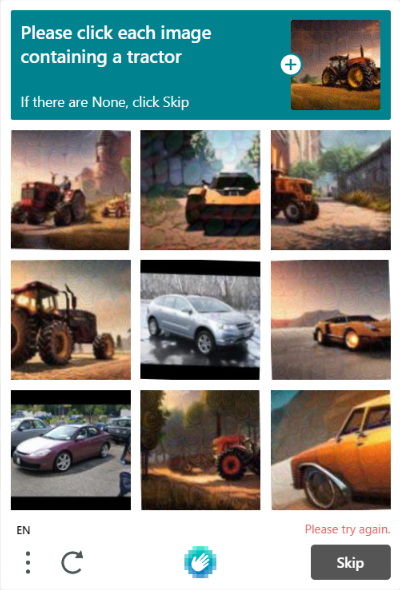 Please click each image
containing a tractor
If there are None, click Skip
EN
Please try again.
Skip